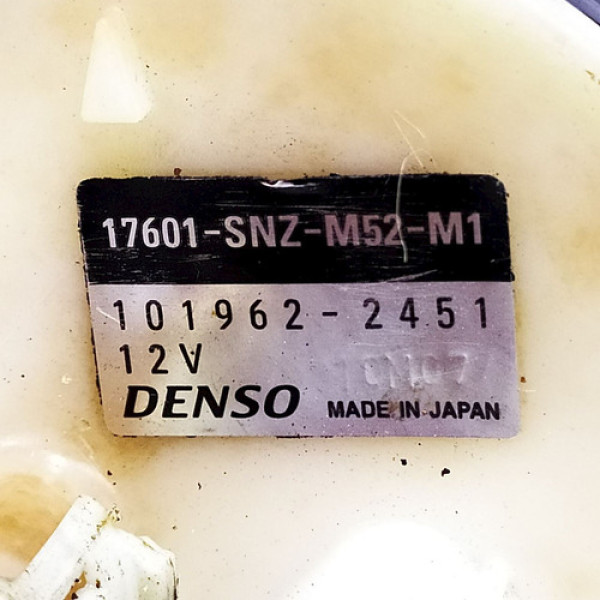 17601-SNZ-M52-M1
101962-2451
12V
DENSO
MADE IN JAPAN